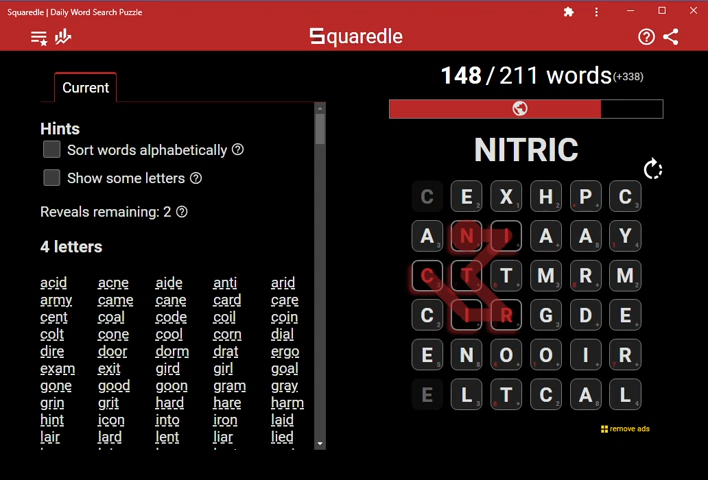 Squaredle | Daily Word Search Puzzle
Squaredle
Current
148 / 211 words (+338)
Hints
Sort words alphabetically
Show some letters
Reveals remaining: 2
NITRIC
4 letters
acid acne aide anti arid
army came cane card care
cent coal code coil coin
colt cone cool corn dial
dire door dorm drat ergo
exam exit gird girl goal
gone good goon gram gray
grin grit hard hare harm
hint icon into iron laid
lair lard lent liar lied
C E X H P C
A N I A A Y
C T T M R M
C I R G D E
E N O O I R
E L T C A L
remove ads